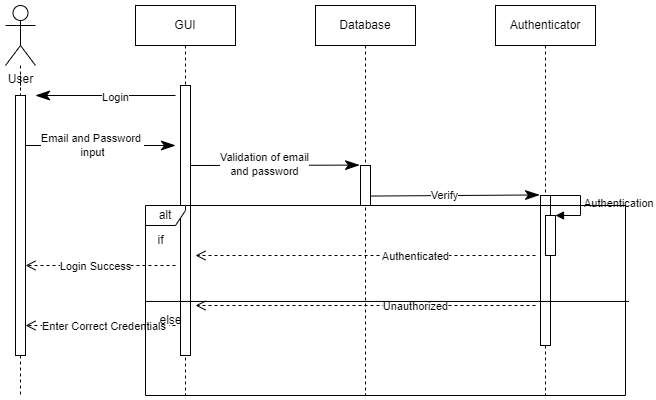 GUI
Database
Authenticator
User
Login
Email and Password
input
Validation of email
and password
Verify
Authentication
alt
if
Authenticated
Login Success
Unauthorized
else
Enter Correct Credentials